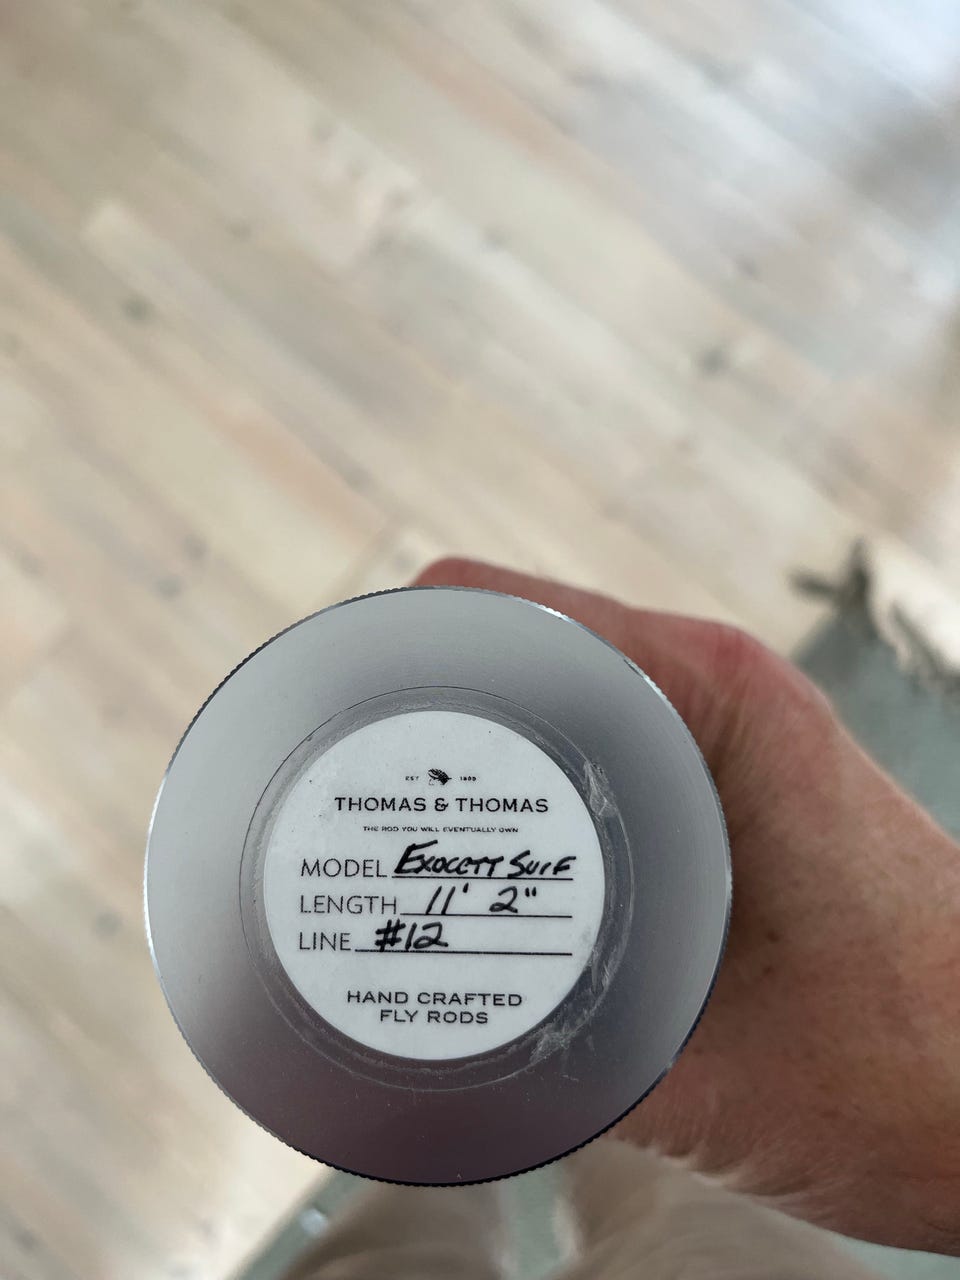 EST 1969
THOMAS & THOMAS
THE ROD YOU WILL EVENTUALLY OWN
MODEL Exocett Surf
LENGTH 11' 2"
LINE #12
HAND CRAFTED
FLY RODS